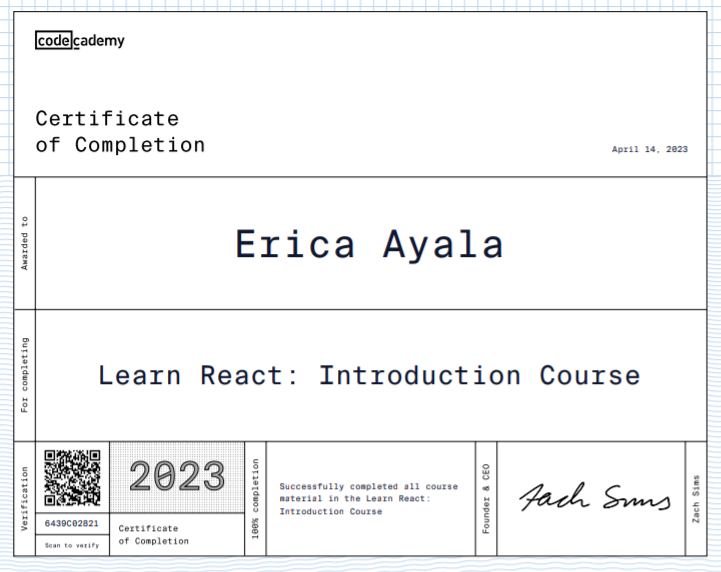 codecademy
Certificate
of Completion
April 14, 2023
Awarded to
Erica Ayala
For completing
Learn React: Introduction Course
Verification
6439C02821
Scan to verify
2023
Certificate
of Completion
100% completion
Successfully completed all course
material in the Learn React:
Introduction Course
Founder & CEO
Zach Sims
Zach Sims